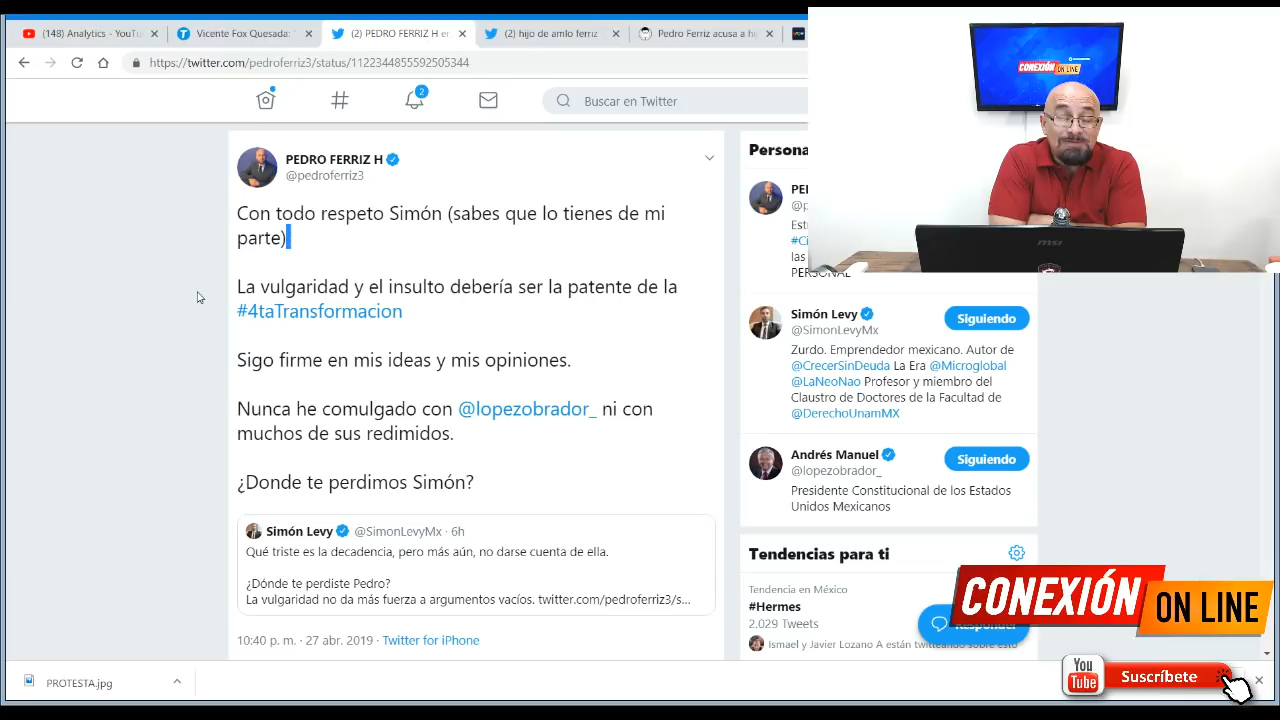 (148) Analytics - YouTu
Vicente Fox Quesada: '
(2) PEDRO FERRIZ H en
(2) hijo de amlo ferriz
Pedro Ferriz acusa a hi
https://twitter.com/pedroferriz3/status/1122344855592505344
2
Buscar en Twitter
PEDRO FERRIZ H
@pedroferriz3
Con todo respeto Simón (sabes que lo tienes de mi
parte)
La vulgaridad y el insulto debería ser la patente de la
#4taTransformacion
Sigo firme en mis ideas y mis opiniones.
Nunca he comulgado con @lopezobrador_ ni con
muchos de sus redimidos.
¿Donde te perdimos Simón?
Simón Levy @SimonLevyMx · 6h
Qué triste es la decadencia, pero más aún, no darse cuenta de ella.
¿Dónde te perdiste Pedro?
La vulgaridad no da más fuerza a argumentos vacíos. twitter.com/pedroferriz3/s...
10:40 p. m. · 27 abr. 2019 · Twitter for iPhone
Persona
PE
@p
Estr
#Ci
las
PERSONAL
Simón Levy
@SimonLevyMx
Siguiendo
Zurdo. Emprendedor mexicano. Autor de
@CrecerSinDeuda La Era @Microglobal
@LaNeoNao Profesor y miembro del
Claustro de Doctores de la Facultad de
@DerechoUnamMX
Andrés Manuel
@lopezobrador_
Siguiendo
Presidente Constitucional de los Estados
Unidos Mexicanos
Tendencias para ti
Tendencia en México
#Hermes
2,029 Tweets
Ismael y Javier Lozano A están twitteando sobre esto
Responder
CONEXIÓN
ON LINE
msi
CONEXIÓN ON LINE
You
Tube
Suscríbete
PROTESTA.jpg